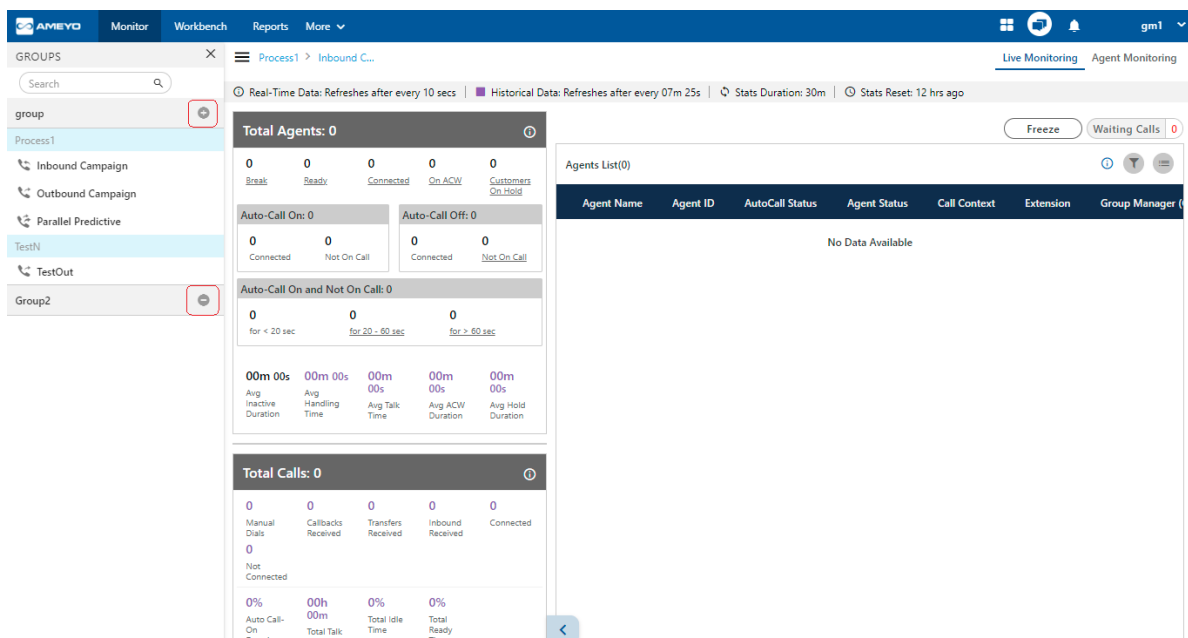 AMEYO Monitor Workbench Reports More gm1
GROUPS
Search
group
Process1
Inbound Campaign
Outbound Campaign
Parallel Predictive
TestN
TestOut
Group2
Process1 > Inbound C...
Live Monitoring Agent Monitoring
Real-Time Data: Refreshes after every 10 secs | Historical Data: Refreshes after every 07m 25s | Stats Duration: 30m | Stats Reset: 12 hrs ago
Total Agents: 0
0 0 0 0 0
Break Ready Connected On ACW Customers
On Hold
Auto-Call On: 0 Auto-Call Off: 0
0 0 0 0
Connected Not On Call Connected Not On Call
Auto-Call On and Not On Call: 0
0 0 0
for < 20 sec for 20 - 60 sec for > 60 sec
00m 00s 00m 00s 00m 00m 00m
00s 00s 00s
Avg Avg Avg Talk Avg ACW Avg Hold
Inactive Handling Time Duration Duration
Duration Time
Total Calls: 0
0 0 0 0 0
Manual Callbacks Transfers Inbound Connected
Dials Received Received Received
0
Not
Connected
0% 00h 0% 0%
00m
Auto Call- Total Talk Total Idle Total
On Time Ready
Freeze Waiting Calls 0
Agents List(0)
Agent Name Agent ID AutoCall Status Agent Status Call Context Extension Group Manager (
No Data Available